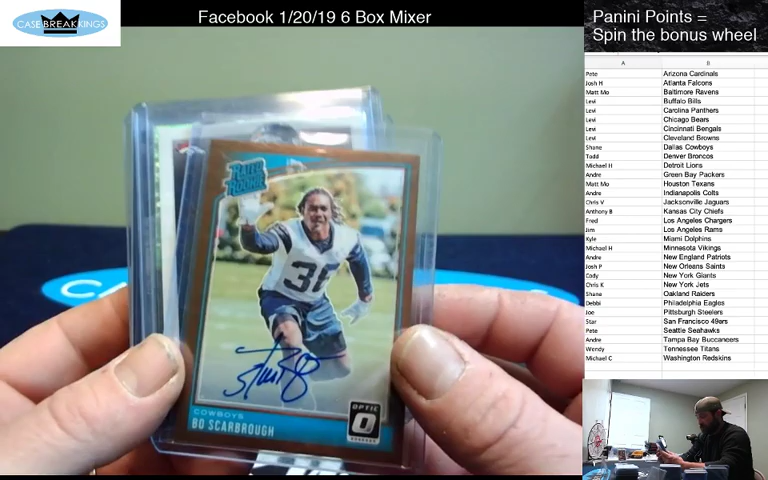 CASE BREAK KINGS
Facebook 1/20/19 6 Box Mixer
Panini Points =
Spin the bonus wheel
A B
Pete Arizona Cardinals
Josh H Atlanta Falcons
Matt Mo Baltimore Ravens
Levi Buffalo Bills
Levi Carolina Panthers
Levi Chicago Bears
Levi Cincinnati Bengals
Levi Cleveland Browns
Shane Dallas Cowboys
Todd Denver Broncos
Michael H Detroit Lions
Andre Green Bay Packers
Matt Mo Houston Texans
Andre Indianapolis Colts
Chris V Jacksonville Jaguars
Anthony B Kansas City Chiefs
Fred Los Angeles Chargers
Jim Los Angeles Rams
Kyle Miami Dolphins
Michael H Minnesota Vikings
Andre New England Patriots
Josh P New Orleans Saints
Cody New York Giants
Chris K New York Jets
Shane Oakland Raiders
Debbi Philadelphia Eagles
Joe Pittsburgh Steelers
Star San Francisco 49ers
Pete Seattle Seahawks
Andre Tampa Bay Buccaneers
Wendy Tennessee Titans
Michael C Washington Redskins
RATED
ROOKIE
36
COWBOYS
BO SCARBROUGH
OPTIC